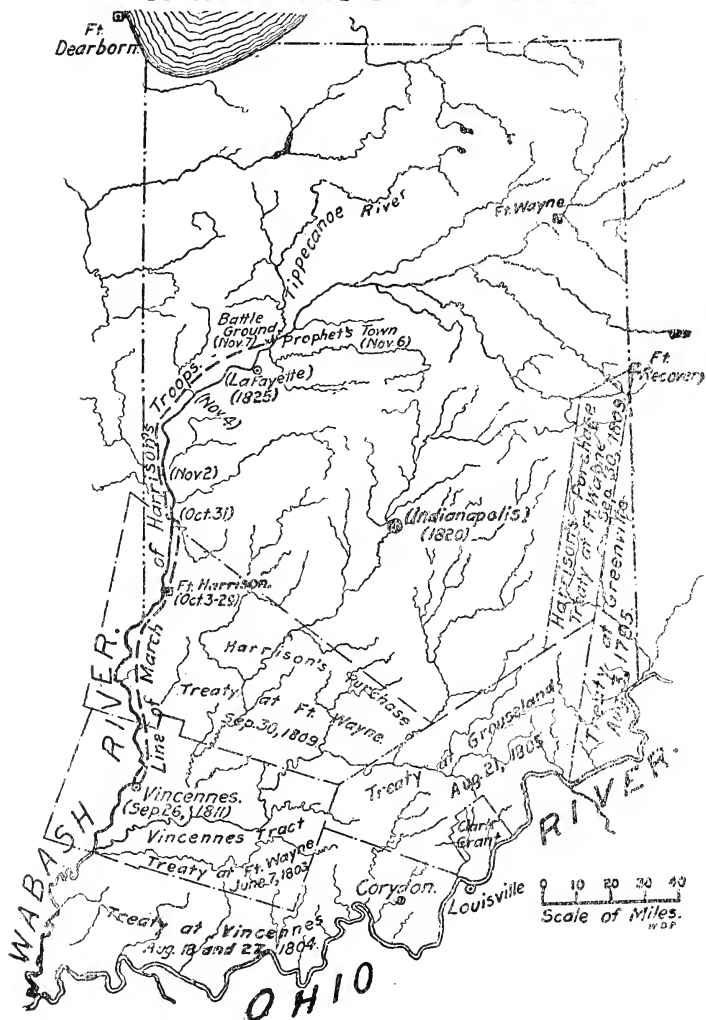 Ft.
Dearborn.
Tippecanoe River
Ft. Wayne
Battle
Ground
(Nov. 7)
Prophet's Town
(Nov. 6)
(LaFayette)
(1825)
Ft.
Recovery
(Nov. 4)
(Nov. 2)
(Oct. 31)
(Indianapolis)
(1820)
Ft. Harrison.
(Oct. 3-29)
Line of March of Harrison's Troops.
Harrison's Purchase
Treaty at Ft. Wayne
Sep. 30, 1809.
Treaty at Greenville
Aug. 3, 1795.
Harrison's Purchase
Treaty at Ft. Wayne
Sep. 30, 1809
Treaty at Grouseland
Aug. 21, 1805
Vincennes.
(Sep. 26, 1811)
Vincennes Tract
Treaty at Ft. Wayne
June 7, 1803
Clark
Grant
Corydon.
Louisville
Treaty at Vincennes
Aug. 18 and 27, 1804.
WABASH RIVER.
OHIO RIVER.
0 10 20 30 40
Scale of Miles.
W.D.P.